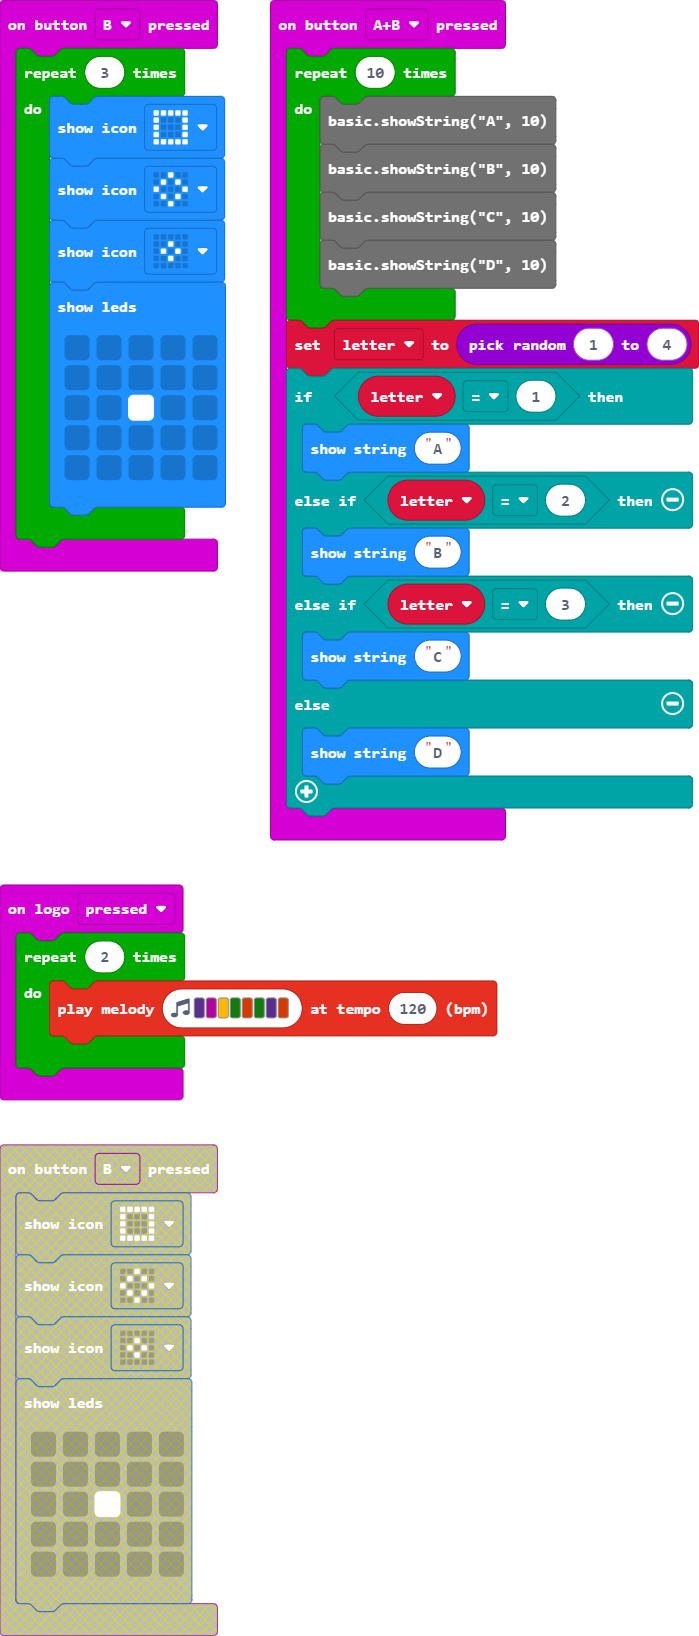 on button B pressed
repeat 3 times
do
show icon
show icon
show icon
show leds
on button A+B pressed
repeat 10 times
do
basic.showString("A", 10)
basic.showString("B", 10)
basic.showString("C", 10)
basic.showString("D", 10)
set letter to pick random 1 to 4
if letter = 1 then
show string "A"
else if letter = 2 then
show string "B"
else if letter = 3 then
show string "C"
else
show string "D"
on logo pressed
repeat 2 times
do
play melody at tempo 120 (bpm)
on button B pressed
show icon
show icon
show icon
show leds